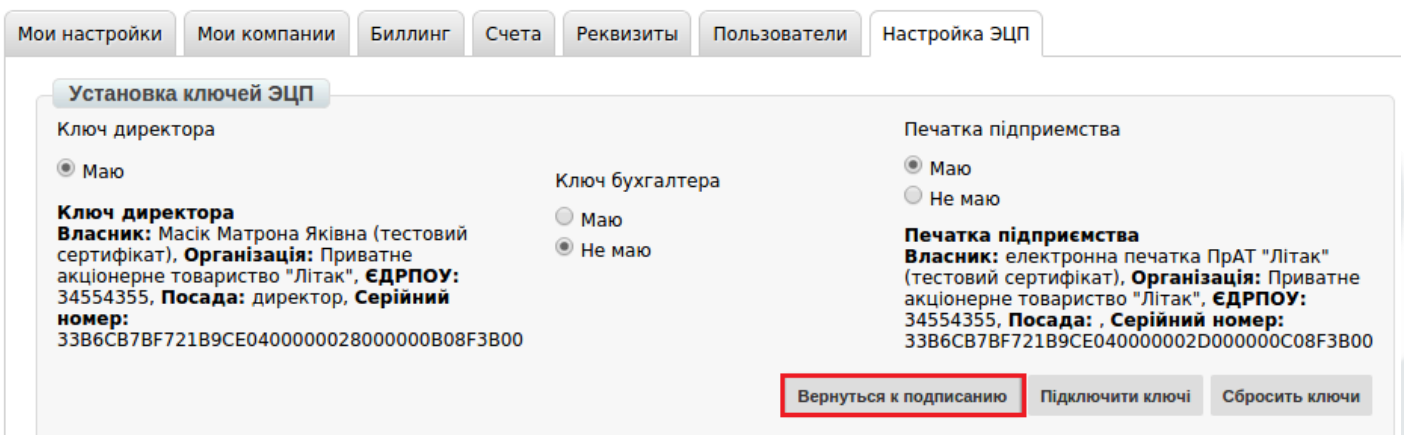 Мои настройки
Мои компании
Биллинг
Счета
Реквизиты
Пользователи
Настройка ЭЦП
Установка ключей ЭЦП
Ключ директора
Маю
Ключ директора
Власник: Масік Матрона Яківна (тестовий
сертифікат), Організація: Приватне
акціонерне товариство "Літак", ЄДРПОУ:
34554355, Посада: директор, Серійний
номер:
33B6CB7BF721B9CE0400000028000000B08F3B00
Ключ бухгалтера
Маю
Не маю
Печатка підприемства
Маю
Не маю
Печатка підприємства
Власник: електронна печатка ПрАТ "Літак"
(тестовий сертифікат), Організація: Приватне
акціонерне товариство "Літак", ЄДРПОУ:
34554355, Посада: , Серійний номер:
33B6CB7BF721B9CE040000002D000000C08F3B00
Вернуться к подписанию
Підключити ключі
Сбросить ключи